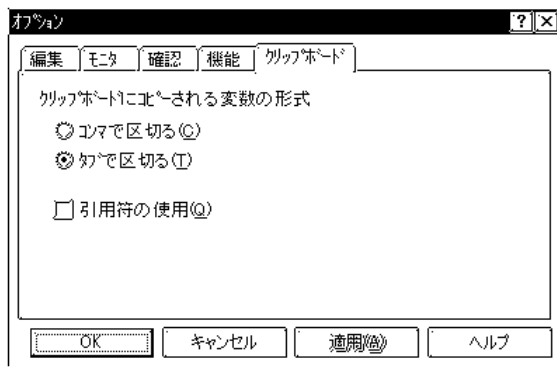 オプション
編集 モニタ 確認 機能 クリップボード
クリップボードにコピーされる変数の形式
コンマで区切る(C)
タブで区切る(T)
引用符の使用(Q)
OK キャンセル 適用(A) ヘルプ